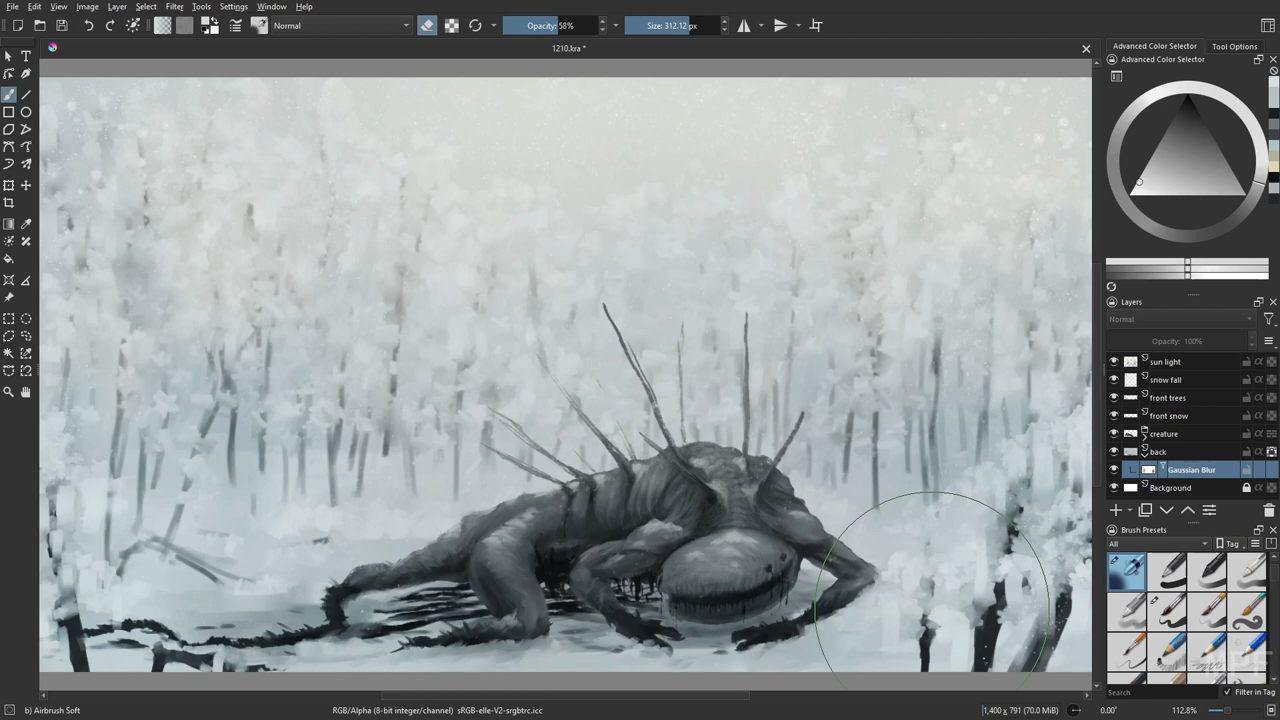 File Edit View Image Layer Select Filter Tools Settings Window Help
Normal
Opacity: 58%
Size: 312.12 px
1210.kra *
Advanced Color Selector Tool Options
Advanced Color Selector
Layers
Normal
Opacity: 100%
sun light
snow fall
front trees
front snow
creature
back
Gaussian Blur
Background
Brush Presets
All
Tag
Search
Filter in Tag
b) Airbrush Soft
RGB/Alpha (8-bit integer/channel) sRGB-elle-V2-srgbtrc.icc
1,400 x 791 (70.0 MiB)
0.00°
112.8%